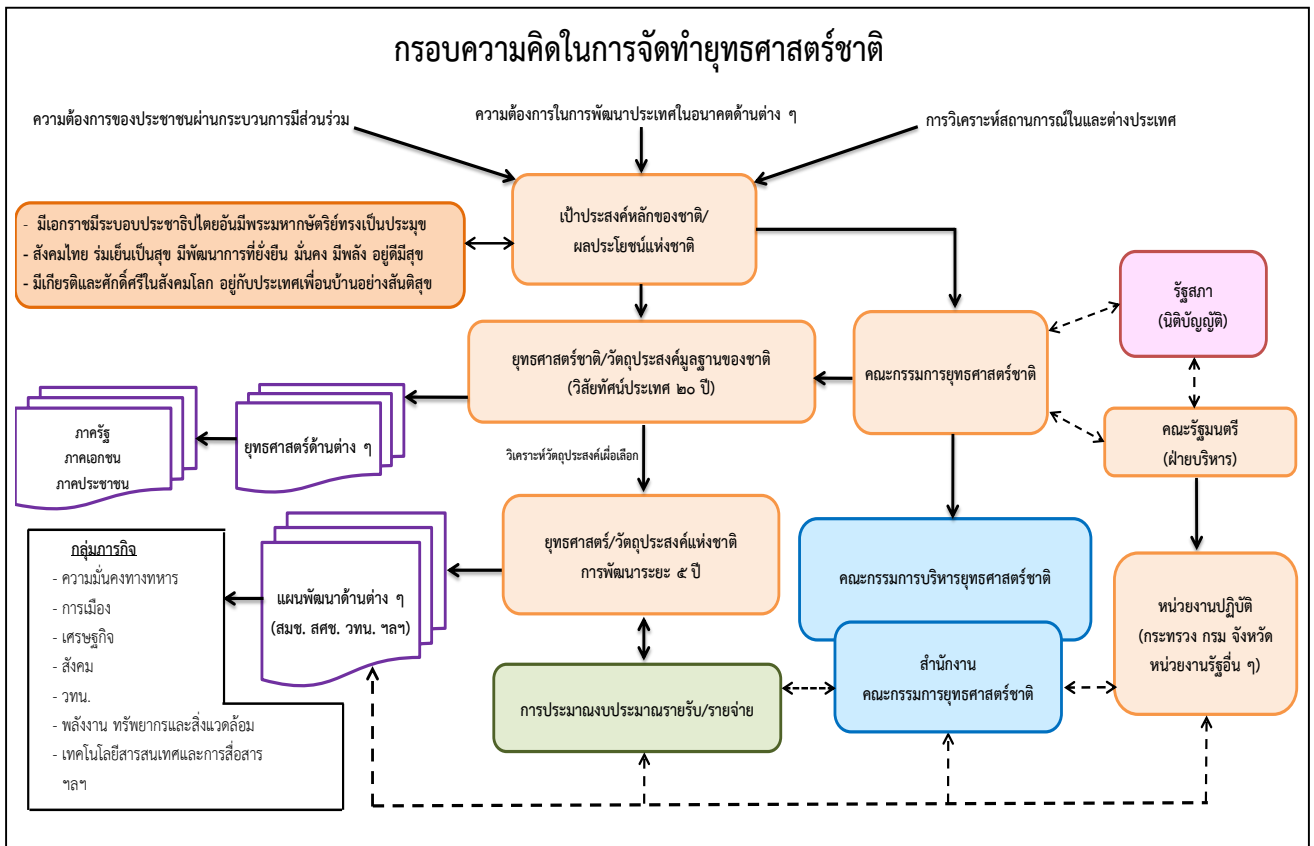 กรอบความคิดในการจัดทำยุทธศาสตร์ชาติ
ความต้องการของประชาชนผ่านกระบวนการมีส่วนร่วม
ความต้องการในการพัฒนาประเทศในอนาคตด้านต่าง ๆ
การวิเคราะห์สถานการณ์ในและต่างประเทศ
เป้าประสงค์หลักของชาติ/
ผลประโยชน์แห่งชาติ
- มีเอกราชมีระบอบประชาธิปไตยอันมีพระมหากษัตริย์ทรงเป็นประมุข
- สังคมไทย ร่มเย็นเป็นสุข มีพัฒนาการที่ยั่งยืน มั่นคง มีพลัง อยู่ดีมีสุข
- มีเกียรติและศักดิ์ศรีในสังคมโลก อยู่กับประเทศเพื่อนบ้านอย่างสันติสุข
รัฐสภา
(นิติบัญญัติ)
ยุทธศาสตร์ชาติ/วัตถุประสงค์มูลฐานของชาติ
(วิสัยทัศน์ประเทศ ๒๐ ปี)
คณะกรรมการยุทธศาสตร์ชาติ
คณะรัฐมนตรี
(ฝ่ายบริหาร)
ภาครัฐ
ภาคเอกชน
ภาคประชาชน
ยุทธศาสตร์ด้านต่าง ๆ
วิเคราะห์วัตถุประสงค์เผื่อเลือก
ยุทธศาสตร์/วัตถุประสงค์แห่งชาติ
การพัฒนาระยะ ๕ ปี
คณะกรรมการบริหารยุทธศาสตร์ชาติ
หน่วยงานปฏิบัติ
(กระทรวง กรม จังหวัด
หน่วยงานรัฐอื่น ๆ)
กลุ่มภารกิจ
- ความมั่นคงทางทหาร
- การเมือง
- เศรษฐกิจ
- สังคม
- วทน.
- พลังงาน ทรัพยากรและสิ่งแวดล้อม
- เทคโนโลยีสารสนเทศและการสื่อสาร
ฯลฯ
แผนพัฒนาด้านต่าง ๆ
(สมช. สศช. วทน. ฯลฯ)
สำนักงาน
คณะกรรมการยุทธศาสตร์ชาติ
การประมาณงบประมาณรายรับ/รายจ่าย